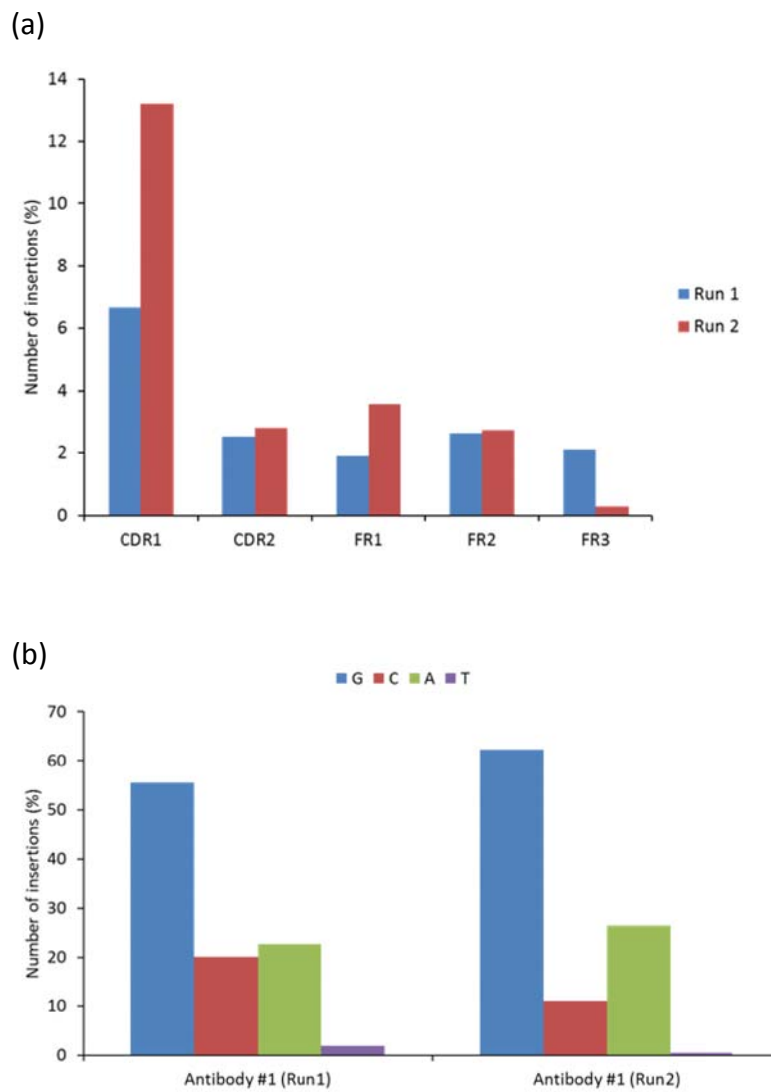 (a)
14
12
10
8
6
4
2
0
Number of insertions (%)
CDR1 CDR2 FR1 FR2 FR3
Run 1
Run 2
(b)
G C A T
70
60
50
40
30
20
10
0
Number of insertions (%)
Antibody #1 (Run1) Antibody #1 (Run2)